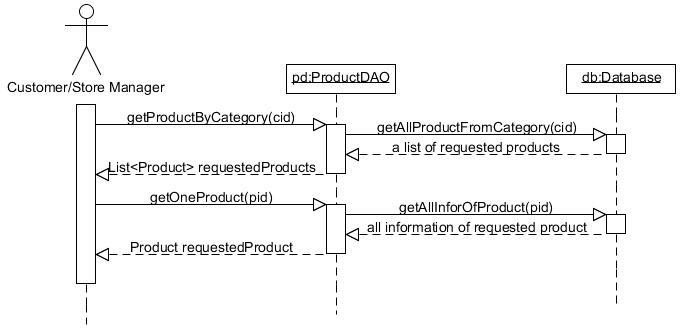 Customer/Store Manager
pd:ProductDAO
db:Database
getProductByCategory(cid)
getAllProductFromCategory(cid)
a list of requested products
List<Product> requestedProducts
getOneProduct(pid)
getAllInforOfProduct(pid)
all information of requested product
Product requestedProduct